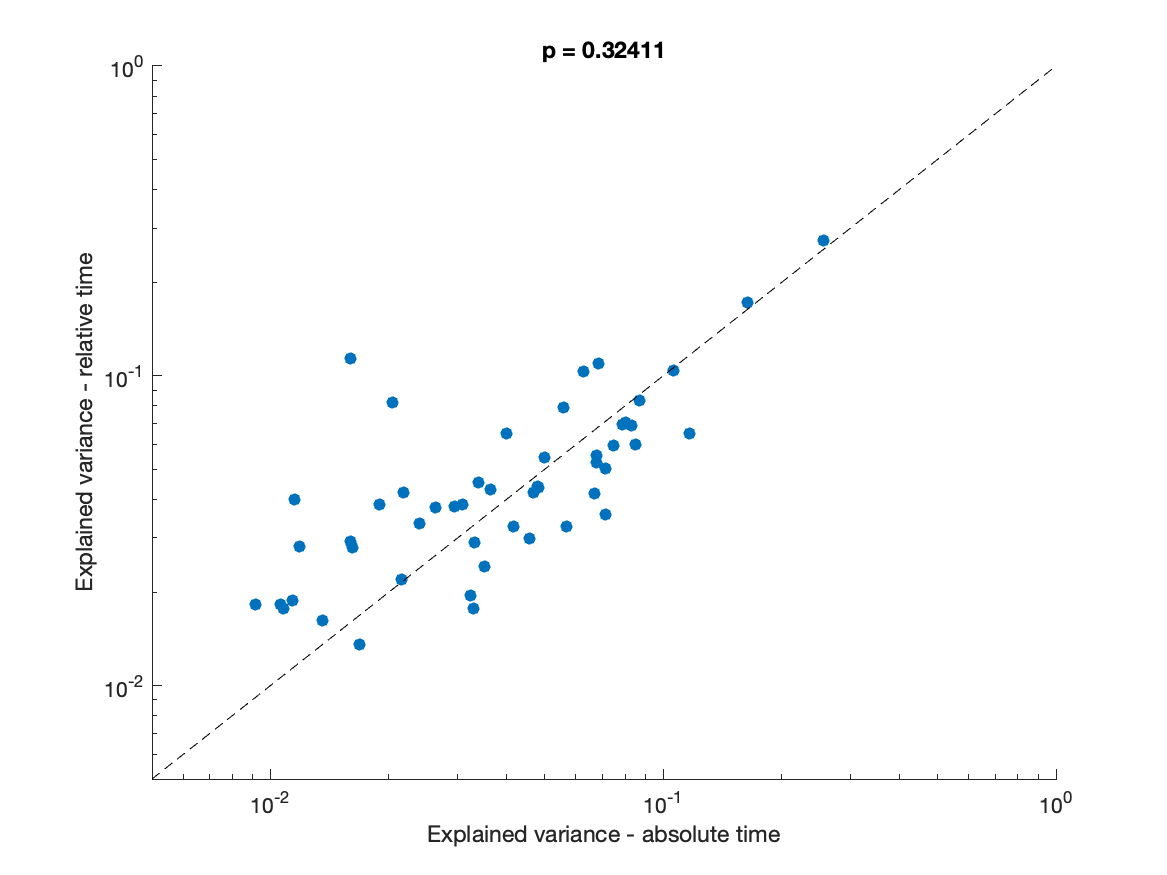 p = 0.32411
10^0
10^-1
10^-2
Explained variance - relative time
10^-2 10^-1 10^0
Explained variance - absolute time